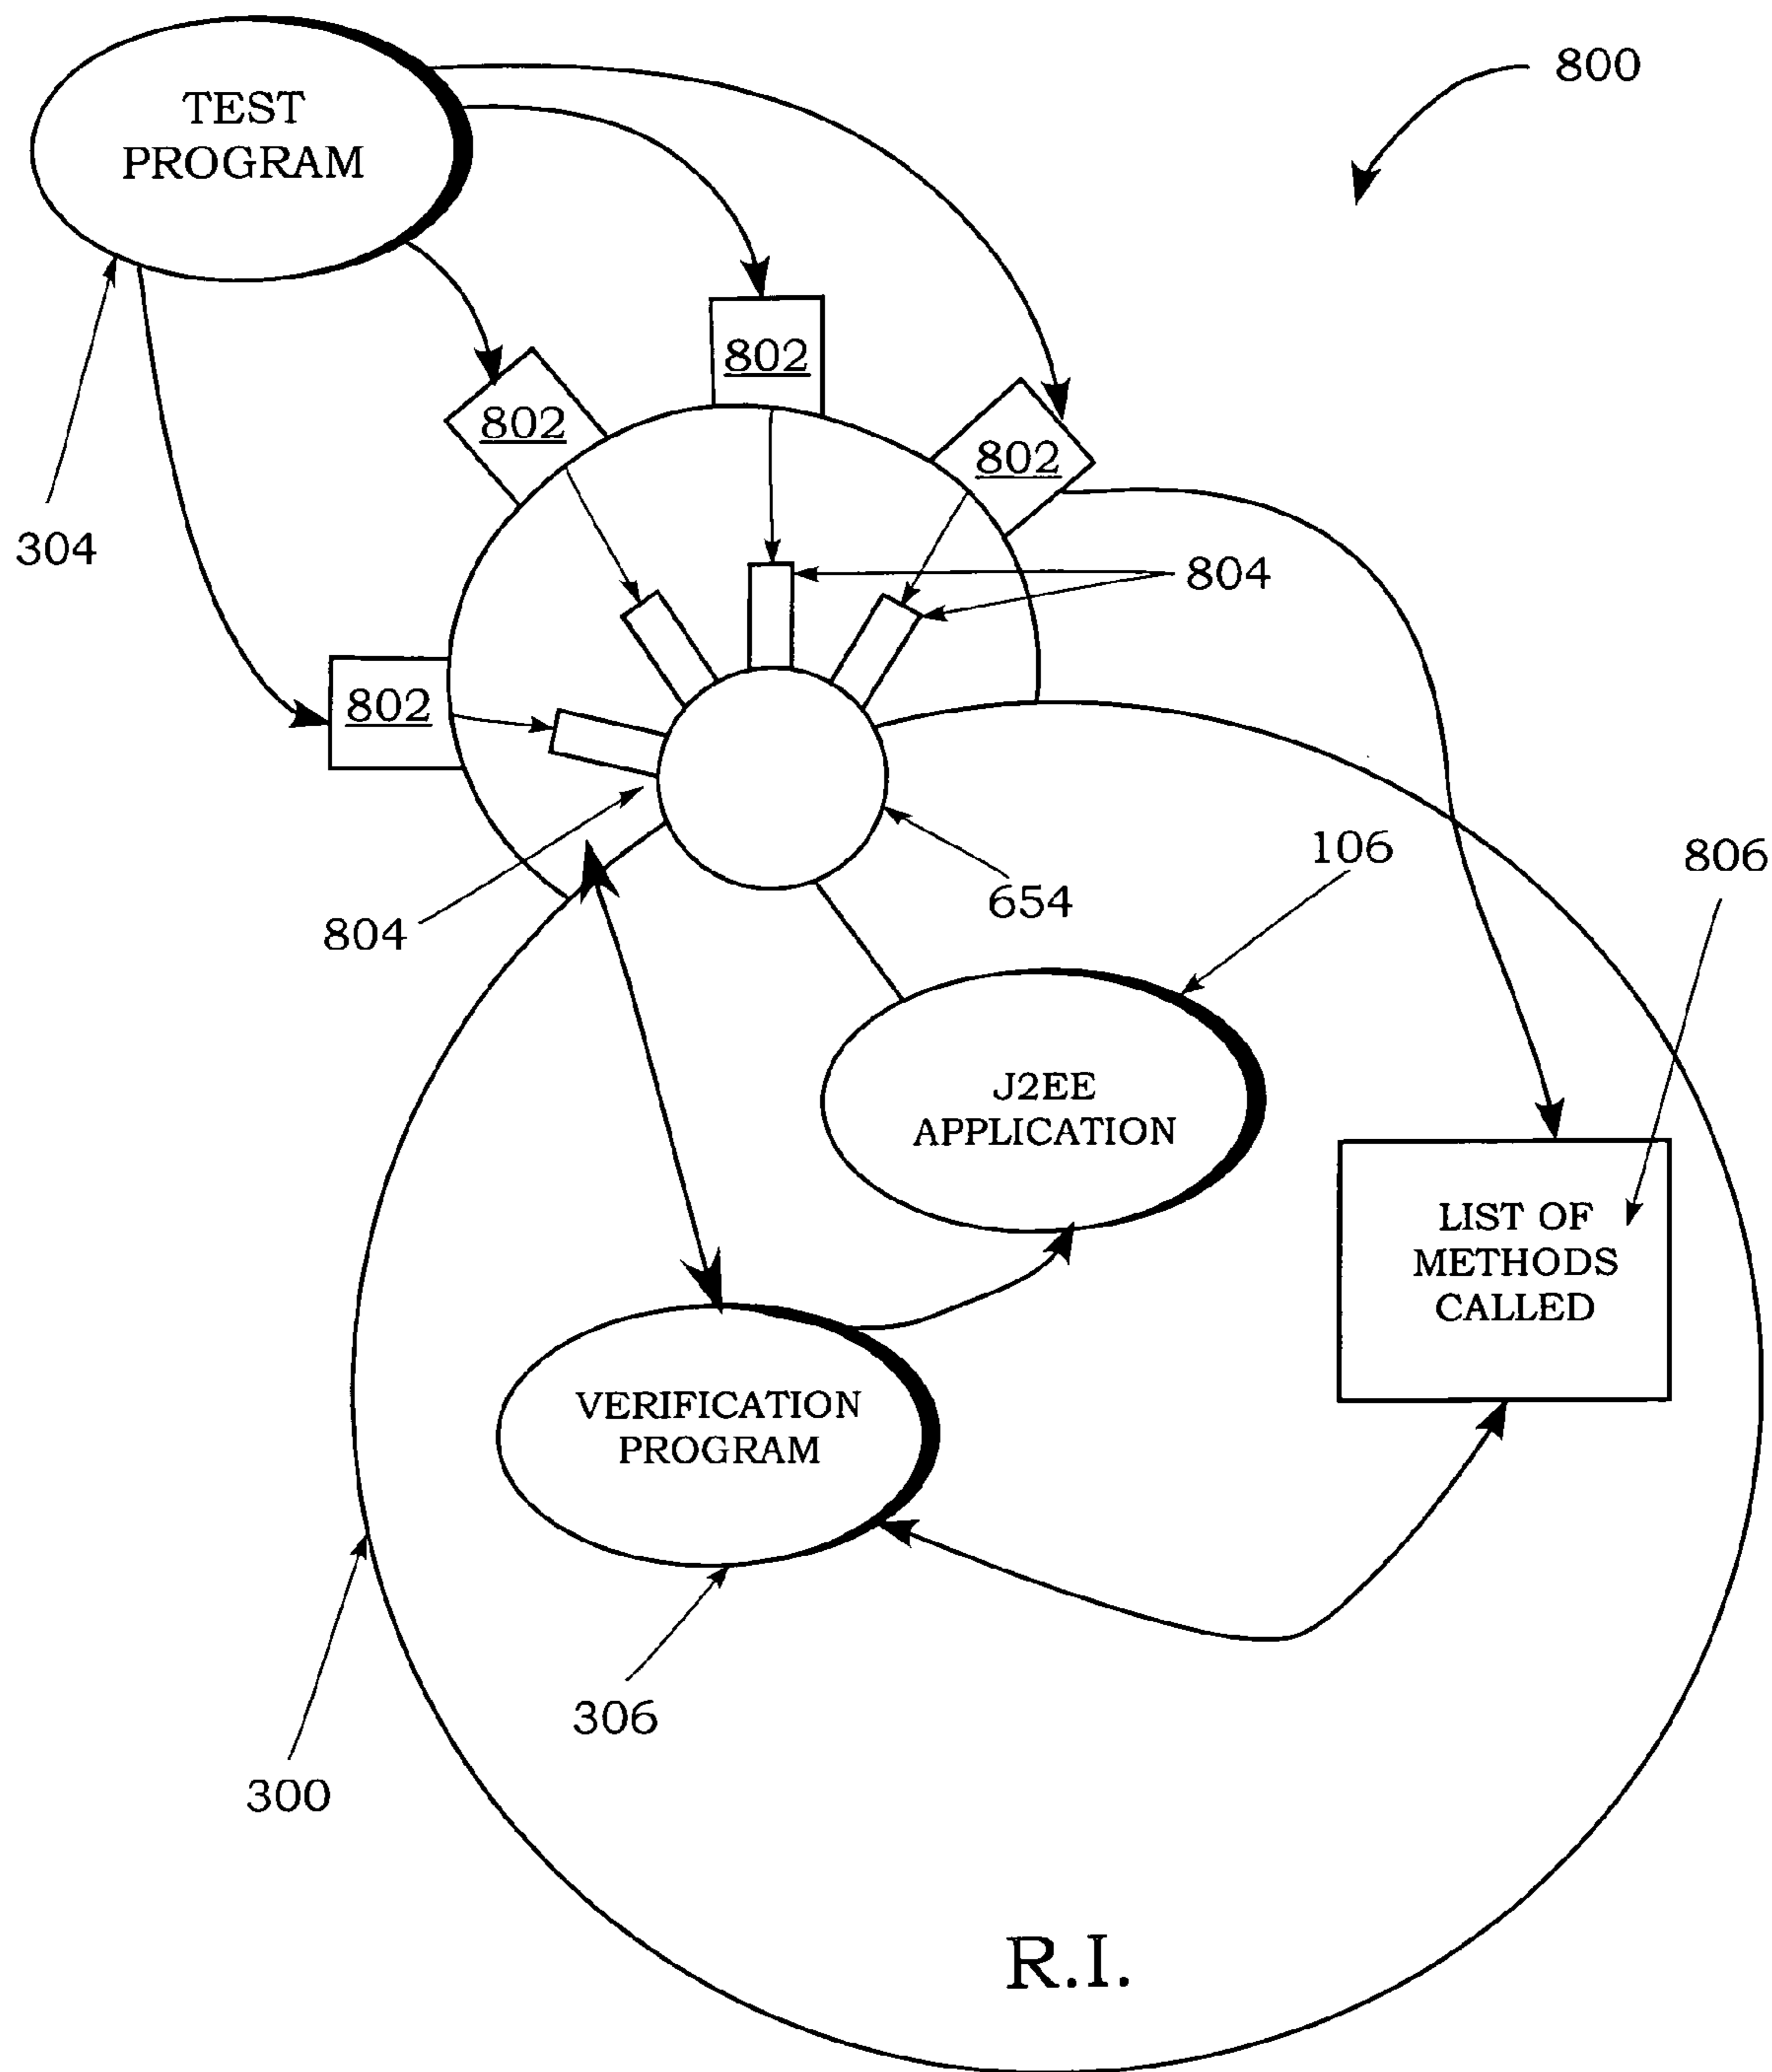 800
TEST
PROGRAM
802
802
802
304
804
802
106
806
654
804
J2EE
APPLICATION
LIST OF
METHODS
CALLED
VERIFICATION
PROGRAM
306
300
R.I.